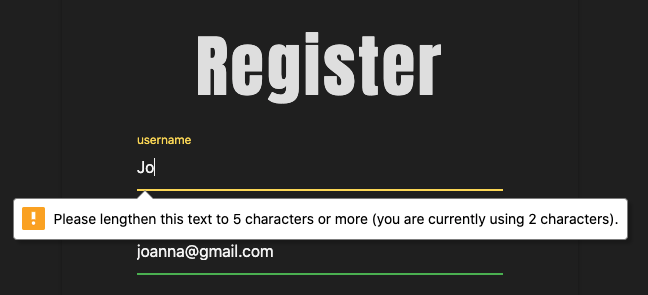 Register
username
Jo
Please lengthen this text to 5 characters or more (you are currently using 2 characters).
joanna@gmail.com